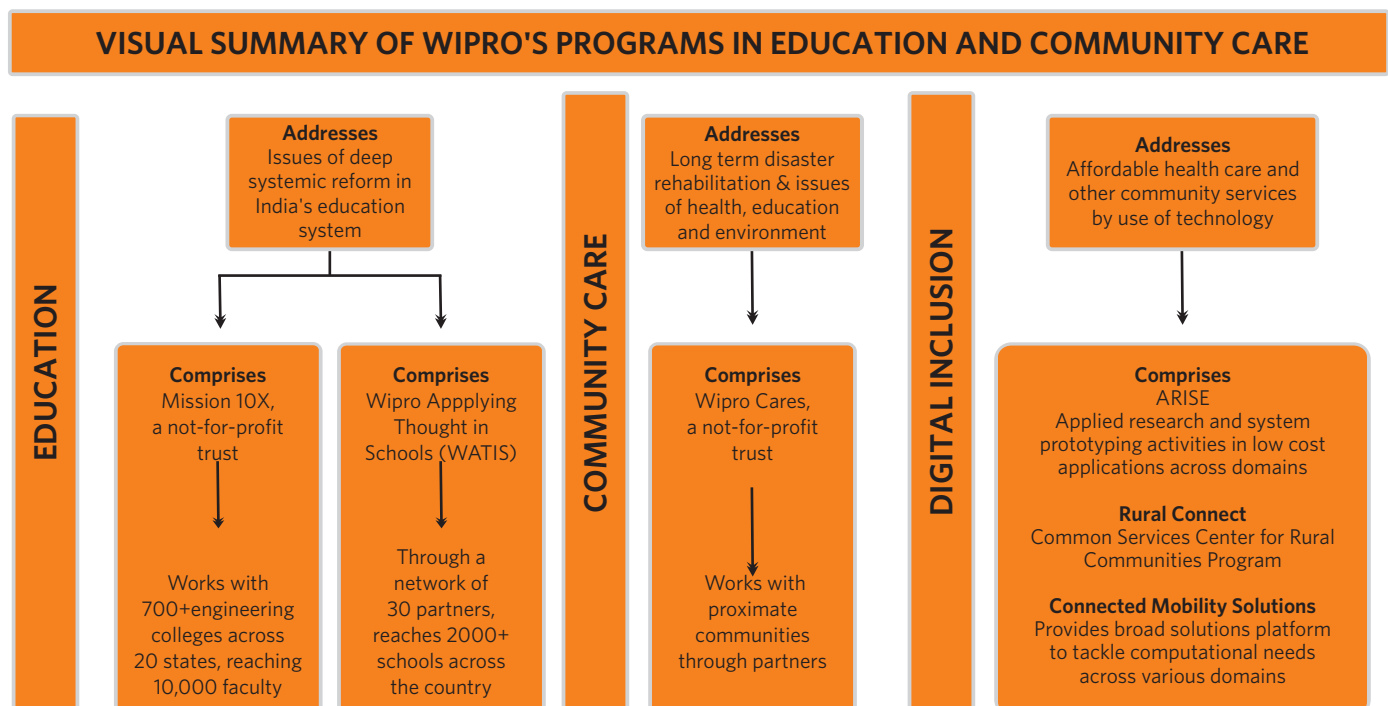 VISUAL SUMMARY OF WIPRO'S PROGRAMS IN EDUCATION AND COMMUNITY CARE
EDUCATION
Addresses
Issues of deep
systemic reform in
India's education
system
Comprises
Mission 10X,
a not-for-profit
trust
Works with
700+engineering
colleges across
20 states, reaching
10,000 faculty
Comprises
Wipro Appplying
Thought in
Schools (WATIS)
Through a
network of
30 partners,
reaches 2000+
schools across
the country
COMMUNITY CARE
Addresses
Long term disaster
rehabilitation & issues
of health, education
and environment
Comprises
Wipro Cares,
a not-for-profit
trust
Works with
proximate
communities
through partners
DIGITAL INCLUSION
Addresses
Affordable health care and
other community services
by use of technology
Comprises
ARISE
Applied research and system
prototyping activities in low cost
applications across domains
Rural Connect
Common Services Center for Rural
Communities Program
Connected Mobility Solutions
Provides broad solutions platform
to tackle computational needs
across various domains